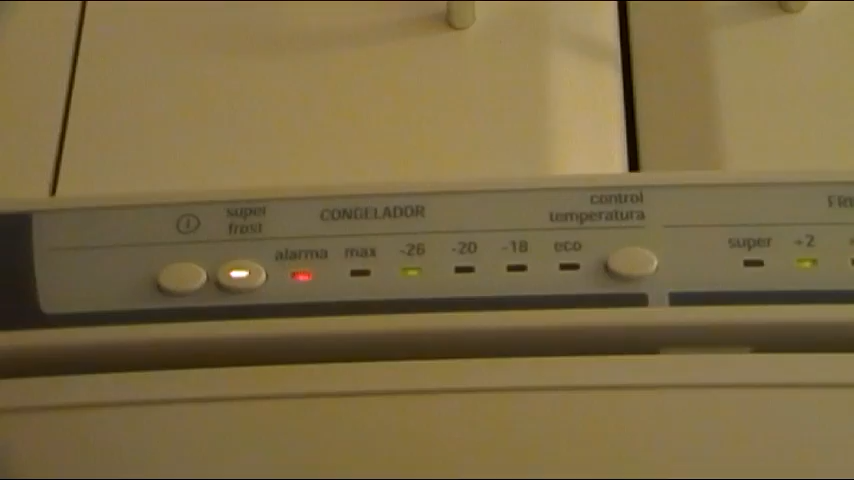 super
frost
CONGELADOR
control
temperatura
alarma max -26 -20 -18 eco
super +2